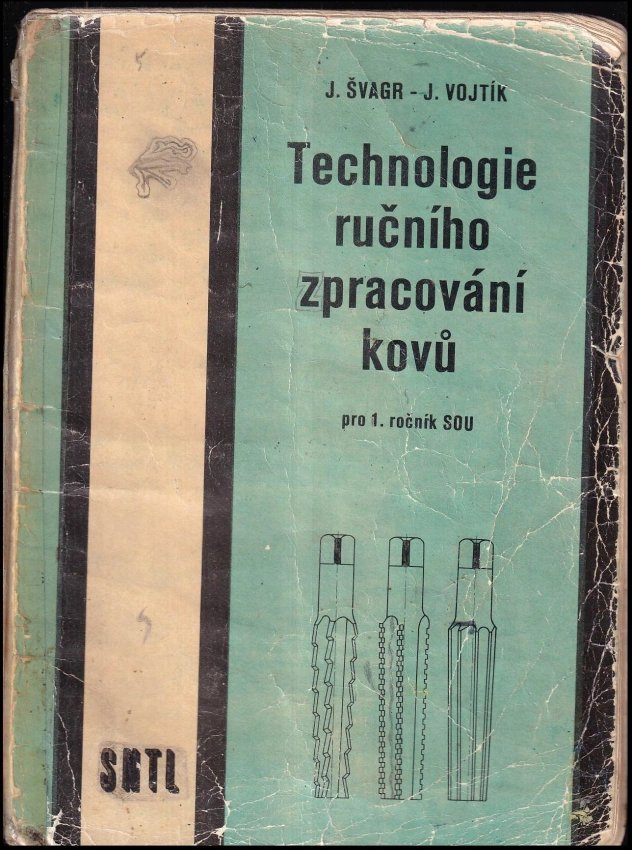 J. ŠVAGR - J. VOJTÍK
Technologie
ručního
zpracování
kovů
pro 1. ročník SOU
SNTL